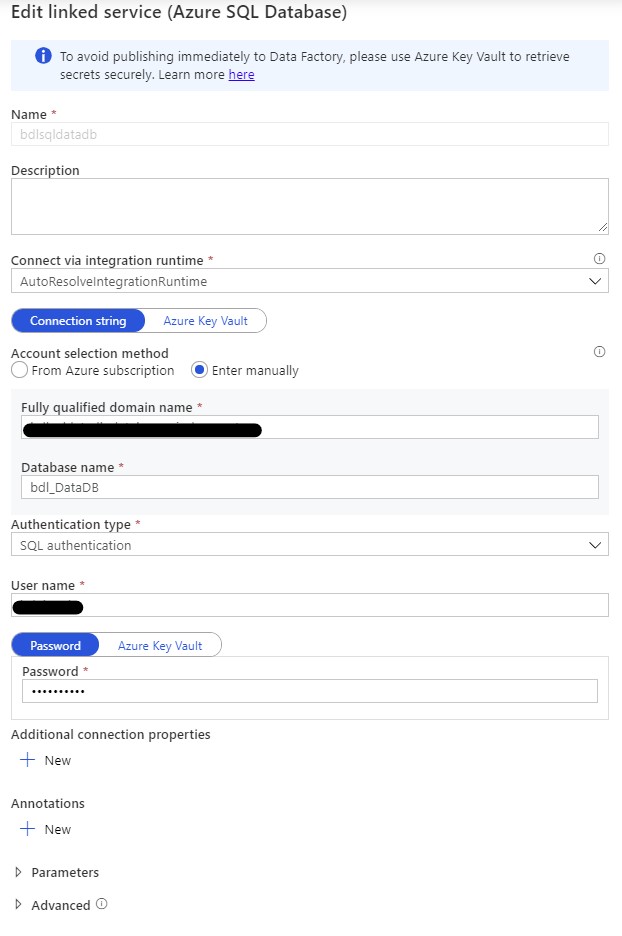 Edit linked service (Azure SQL Database)
To avoid publishing immediately to Data Factory, please use Azure Key Vault to retrieve
secrets securely. Learn more here
Name *
bdlsqldatadb
Description
Connect via integration runtime *
AutoResolveIntegrationRuntime
Connection string Azure Key Vault
Account selection method
From Azure subscription Enter manually
Fully qualified domain name *
Database name *
bdl_DataDB
Authentication type *
SQL authentication
User name *
Password Azure Key Vault
Password *
••••••••••
Additional connection properties
+ New
Annotations
+ New
Parameters
Advanced